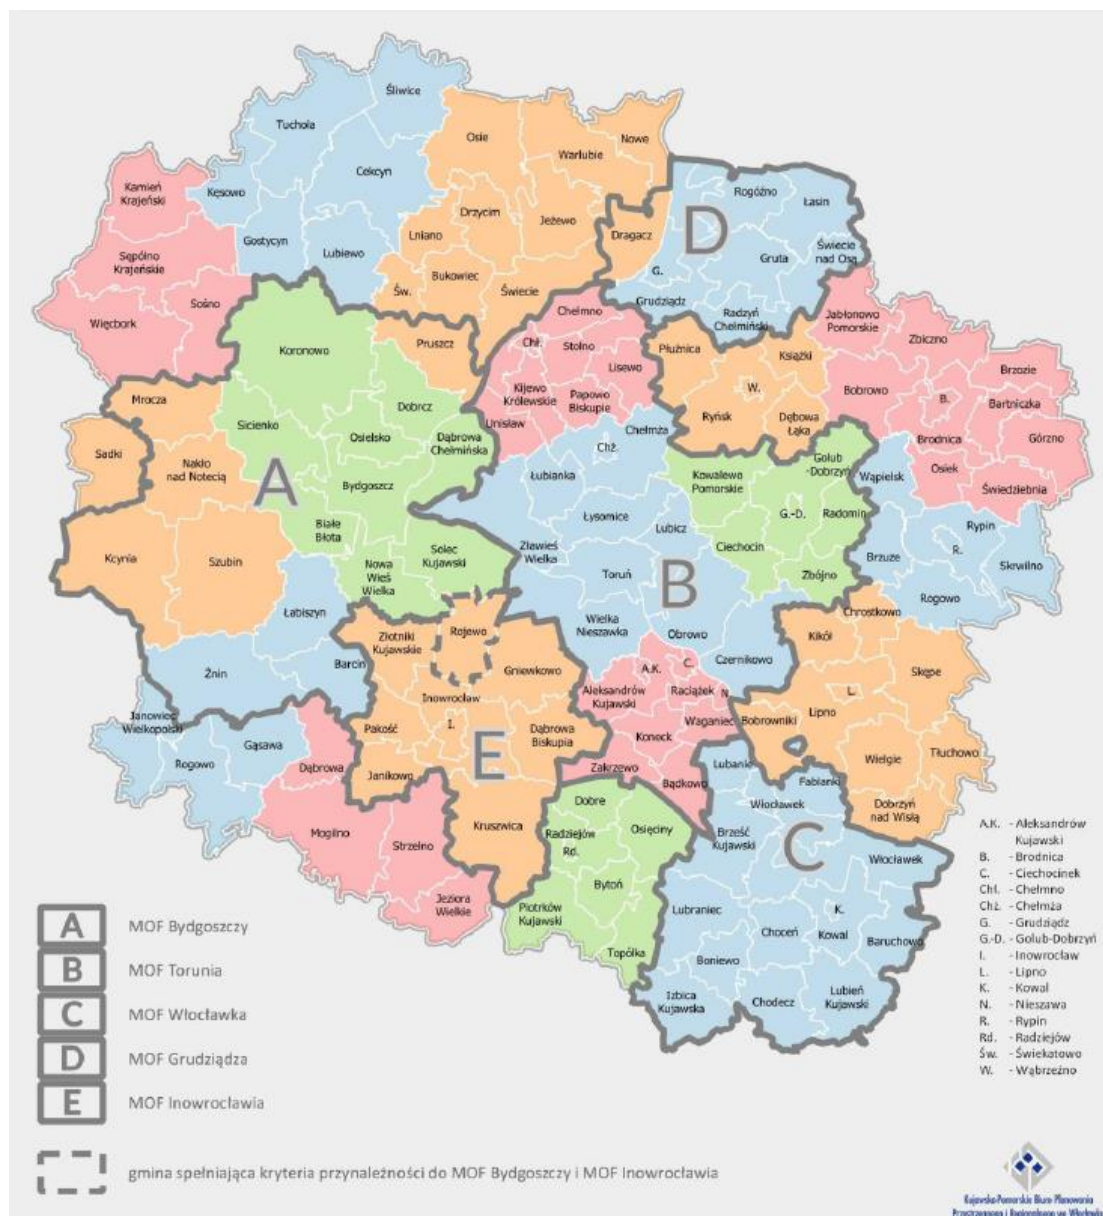 Śliwice
Tuchola
Osie
Nowe
Warlubie
Cekcyn
Kamień
Krajeński
Kęsowo
Rogóźno
Łasin
Drzycim
Jeżewo
D
Dragacz
Lniano
Gostycyn
Lubiewo
Sępólno
Krajeńskie
Świecie
nad Osą
Gruta
G.
Bukowiec
Św.
Świecie
Grudziądz
Sośno
Więcbork
Radzyń
Chełmiński
Chełmno
Jabłonowo
Pomorskie
Zbiczno
Koronowo
Pruszcz
Chł.
Stolno
Płużnica
Książki
Lisewo
Brzozie
Mrocza
Kijewo
Królewskie
Papowo
Biskupie
W.
Bobrowo
B.
Bartniczka
Dobrcz
Ryńsk
Dębowa
Łąka
Sicienko
Osielsko
Unisław
Chełmża
Dąbrowa
Chełmińska
Chż.
Brodnica
Górzno
Sadki
Nakło
nad Notecią
A
Bydgoszcz
Łubianka
Kowalewo
Pomorskie
Golub
-Dobrzyń
Wąpielsk
Osiek
Świedziebnia
Łysomice
Lubicz
G.-D.
Radomin
Białe
Błota
Rypin
Kcynia
Szubin
Solec
Kujawski
Zławieś
Wielka
Ciechocin
R.
Brzuze
Skrwilno
Nowa
Wieś
Wielka
Toruń
B
Zbójno
Rogowo
Łabiszyn
Wielka
Nieszawka
Obrowo
Chrostkowo
Złotniki
Kujawskie
Rojewo
Kikół
Żnin
Barcin
Gniewkowo
A.K.
C.
Czernikowo
Skępe
Inowrocław
Aleksandrów
Kujawski
Raciążek
N
L.
Janowiec
Wielkopolski
Pakość
I.
Dąbrowa
Biskupia
Waganiec
Bobrowniki
Lipno
Gąsawa
Koneck
Rogowo
Dąbrowa
Janikowo
E
Zakrzewo
Bądkowo
Lubanie
Fabianki
Wielgie
Tłuchowo
Dobre
Włocławek
Dobrzyń
nad Wisłą
Mogilno
Kruszwica
Radziejów
Rd.
Osięciny
Brześć
Kujawski
C
Strzelno
Włocławek
Bytoń
Jeziora
Wielkie
Piotrków
Kujawski
Lubraniec
K.
Choceń
Kowal
Baruchowo
Topólka
Boniewo
Izbica
Kujawska
Chodecz
Lubień
Kujawski
A.K. - Aleksandrów
Kujawski
B. - Brodnica
C. - Ciechocinek
Chł. - Chełmno
Chż. - Chełmża
G. - Grudziądz
G.-D. - Golub-Dobrzyń
I. - Inowrocław
L. - Lipno
K. - Kowal
N. - Nieszawa
R. - Rypin
Rd. - Radziejów
Św. - Świekatowo
W. - Wąbrzeźno
A MOF Bydgoszczy
B MOF Torunia
C MOF Włocławka
D MOF Grudziądza
E MOF Inowrocławia
gmina spełniająca kryteria przynależności do MOF Bydgoszczy i MOF Inowrocławia
Kujawsko-Pomorskie Biuro Planowania
Przestrzennego i Regionalnego we Włocławku